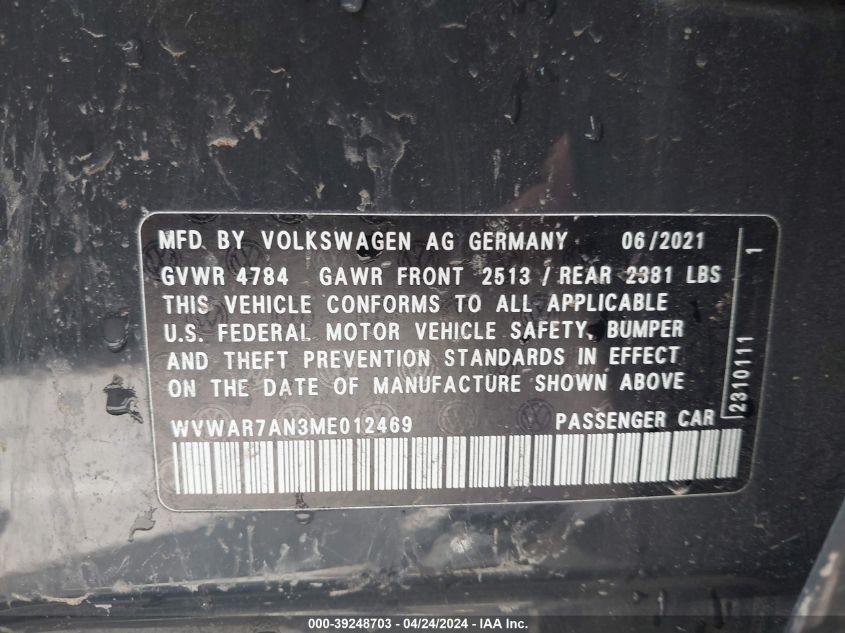 MFD BY VOLKSWAGEN AG GERMANY 06/2021
GVWR 4784 GAWR FRONT 2513 / REAR 2381 LBS
THIS VEHICLE CONFORMS TO ALL APPLICABLE
U.S. FEDERAL MOTOR VEHICLE SAFETY, BUMPER
AND THEFT PREVENTION STANDARDS IN EFFECT
ON THE DATE OF MANUFACTURE SHOWN ABOVE
WVWAR7AN3ME012469 PASSENGER CAR
2310111 1
000-39248703 - 04/24/2024 - IAA Inc.